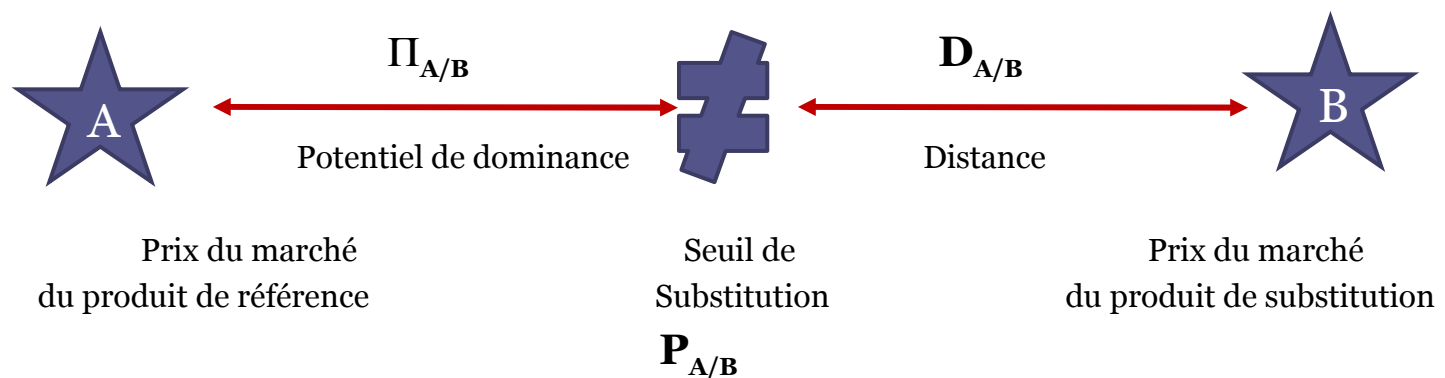 Π_A/B
D_A/B
A
B
Potentiel de dominance
Distance
Prix du marché
du produit de référence
Seuil de
Substitution
Prix du marché
du produit de substitution
P_A/B